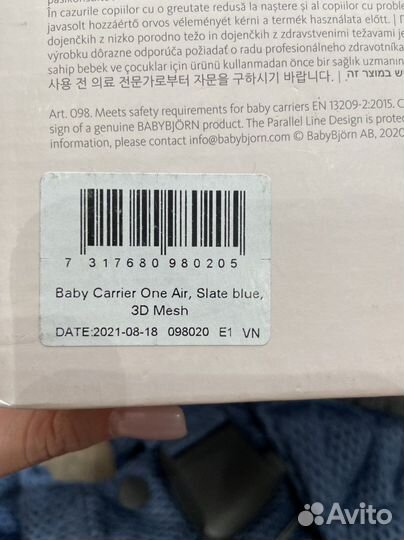 În cazurile copiilor cu o greutate redusă la naștere și al copiilor cu proble
javasolt hozzáértő orvos véleményét kérni a termék használata előtt. |
dojenčkih z nizko porodno težo in dojenčkih z zdravstvenimi težavami je
výrobku dôrazne odporúča požiadať o radu profesionálneho zdravotníka
sahip bebek ve çocuklar için ürünü kullanmadan önce bir sağlık uzmanın
사용 전 의료 전문가로부터 자문을 구하시기 바랍니다. |
Art. 098. Meets safety requirements for baby carriers EN 13209-2:2015. C
sign of a genuine BABYBJÖRN product. The Parallel Line Design is prote
information, please contact info@babybjorn.com © BabyBjörn AB, 2020
7 317680 980205
Baby Carrier One Air, Slate blue,
3D Mesh
DATE:2021-08-18 098020 E1 VN
Avito